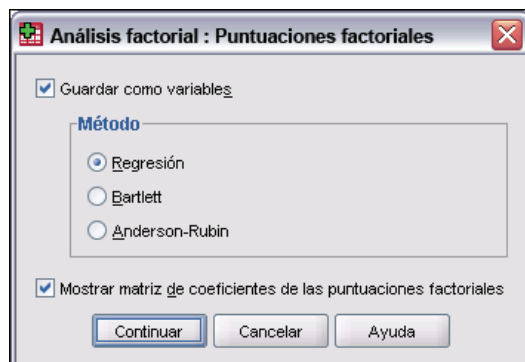 Análisis factorial : Puntuaciones factoriales
Guardar como variables
Método
Regresión
Bartlett
Anderson-Rubin
Mostrar matriz de coeficientes de las puntuaciones factoriales
Continuar Cancelar Ayuda